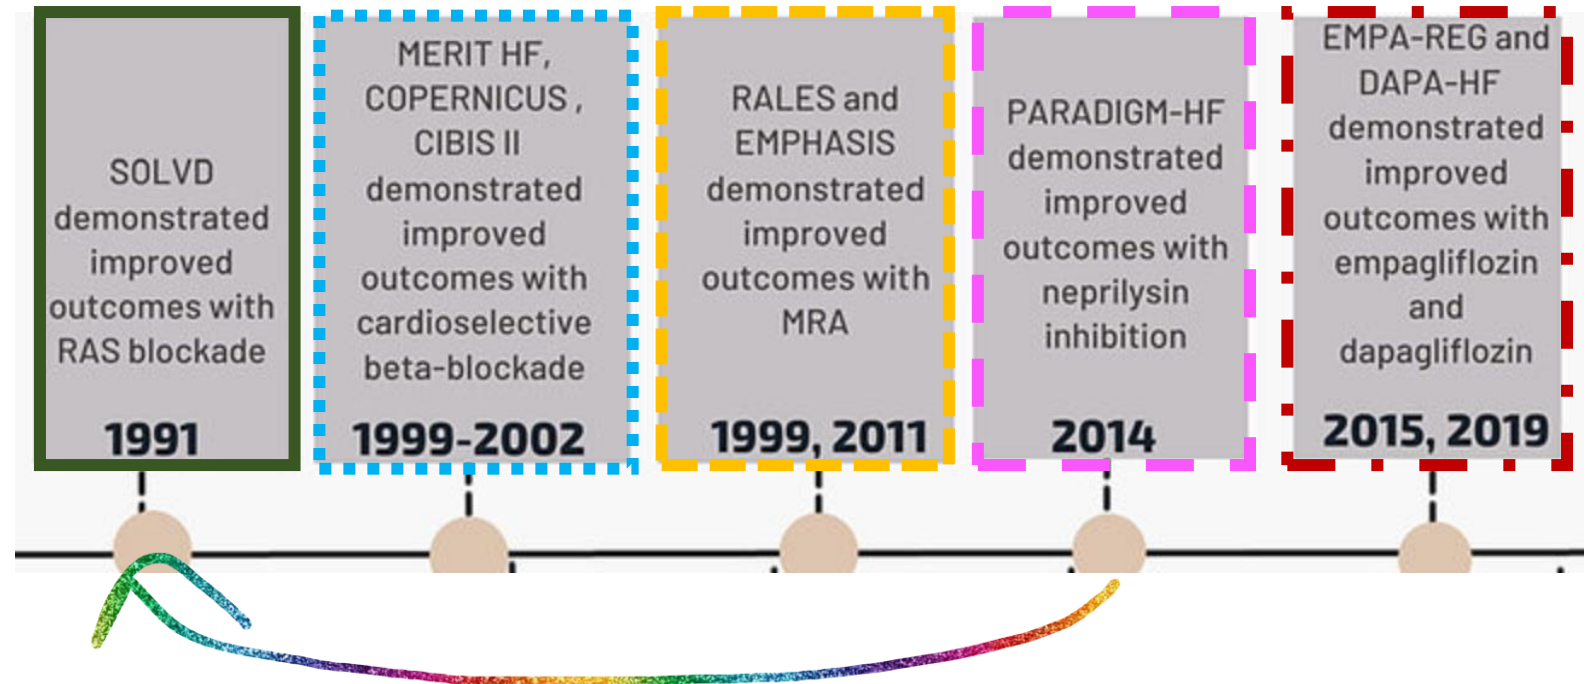 SOLVD
demonstrated
improved
outcomes with
RAS blockade
1991
MERIT HF,
COPERNICUS ,
CIBIS II
demonstrated
improved
outcomes with
cardioselective
beta-blockade
1999-2002
RALES and
EMPHASIS
demonstrated
improved
outcomes with
MRA
1999, 2011
PARADIGM-HF
demonstrated
improved
outcomes with
neprilysin
inhibition
2014
EMPA-REG and
DAPA-HF
demonstrated
improved
outcomes with
empagliflozin
and
dapagliflozin
2015, 2019